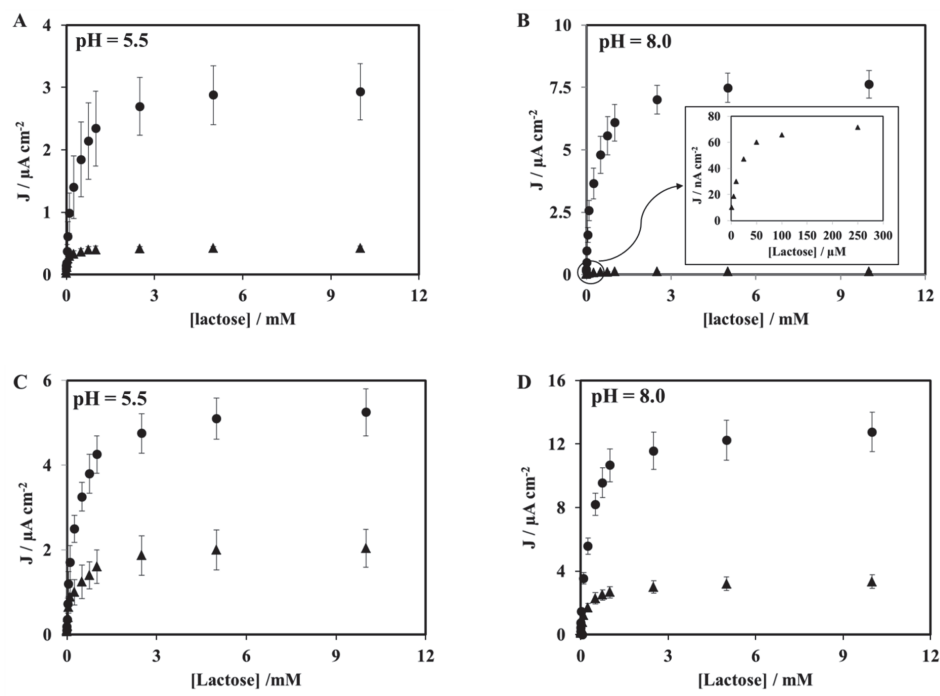 A
pH = 5.5
4
3
2
1
0
J / µA cm-2
0
3
6
9
12
[lactose] / mM
B
pH = 8.0
10
7.5
5
2.5
0
J / µA cm-2
0
3
6
9
12
[lactose] / mM
80
60
40
20
0
J / nA cm-2
0
50
100
150
200
250
300
[Lactose] / µM
C
pH = 5.5
6
4
2
0
J / µA cm-2
0
3
6
9
12
[Lactose] /mM
D
pH = 8.0
16
12
8
4
0
J / µA cm-2
0
3
6
9
12
[Lactose] / mM